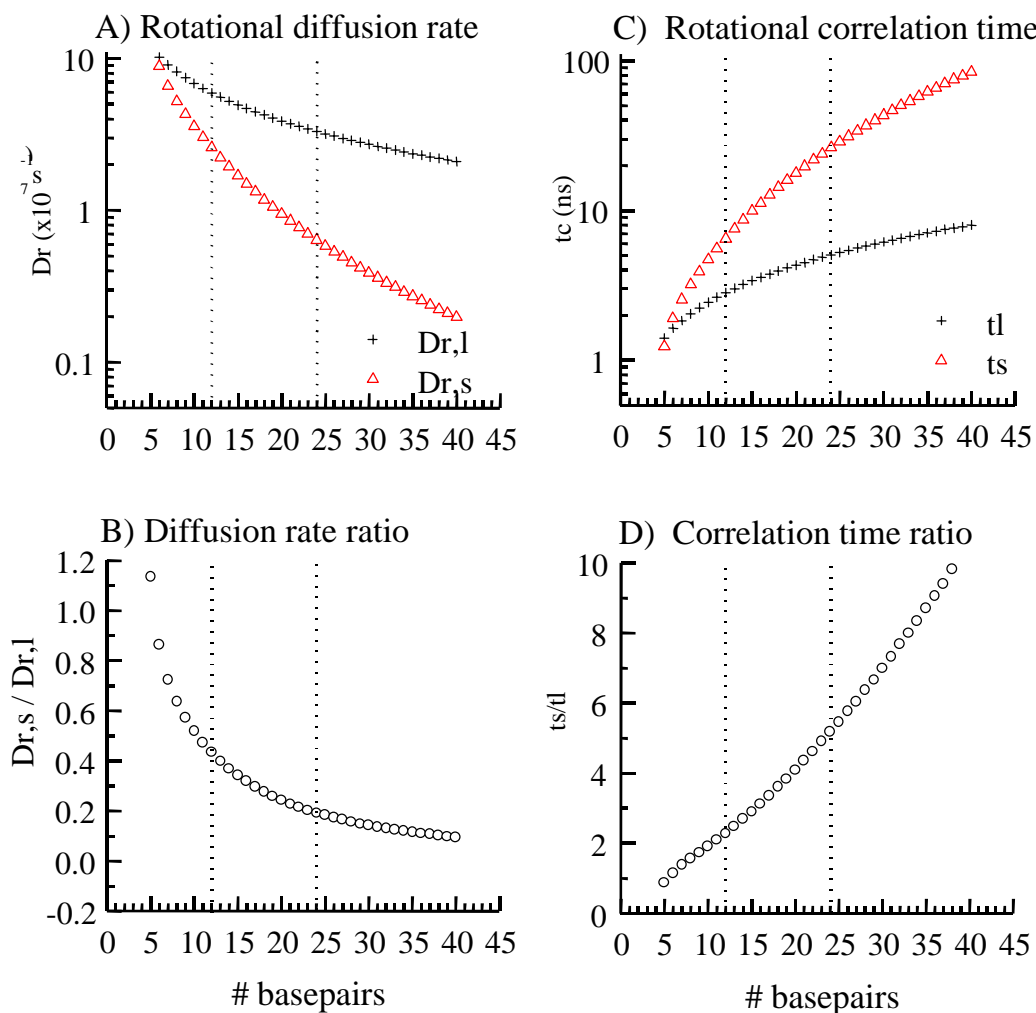 A) Rotational diffusion rate
10
1
0.1
Dr (x10
7
s
-1
)
+ Dr,l
△ Dr,s
0 5 10 15 20 25 30 35 40 45
C) Rotational correlation time
100
10
1
tc (ns)
+ tl
△ ts
0 5 10 15 20 25 30 35 40 45
B) Diffusion rate ratio
1.2
1.0
0.8
0.6
0.4
0.2
0.0
-0.2
Dr,s / Dr,l
0 5 10 15 20 25 30 35 40 45
# basepairs
D) Correlation time ratio
10
8
6
4
2
0
ts/tl
0 5 10 15 20 25 30 35 40 45
# basepairs